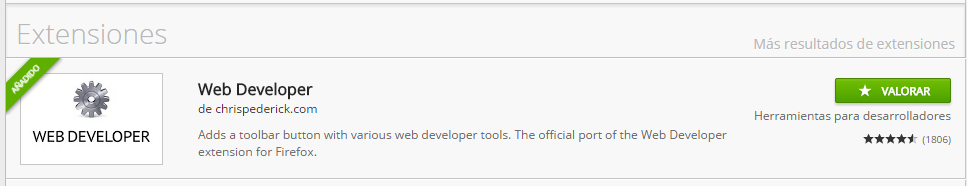 Extensiones
Más resultados de extensiones
AÑADIDO
WEB DEVELOPER
Web Developer
de chrispederick.com
Adds a toolbar button with various web developer tools. The official port of the Web Developer
extension for Firefox.
VALORAR
Herramientas para desarrolladores
(1806)